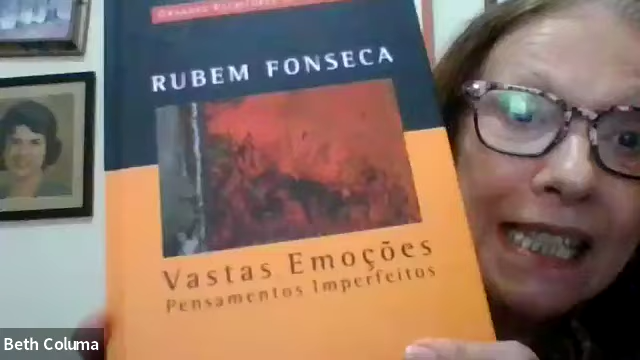 RUBEM FONSECA
Vastas Emoções
Pensamentos Imperfeitos
Beth Columa